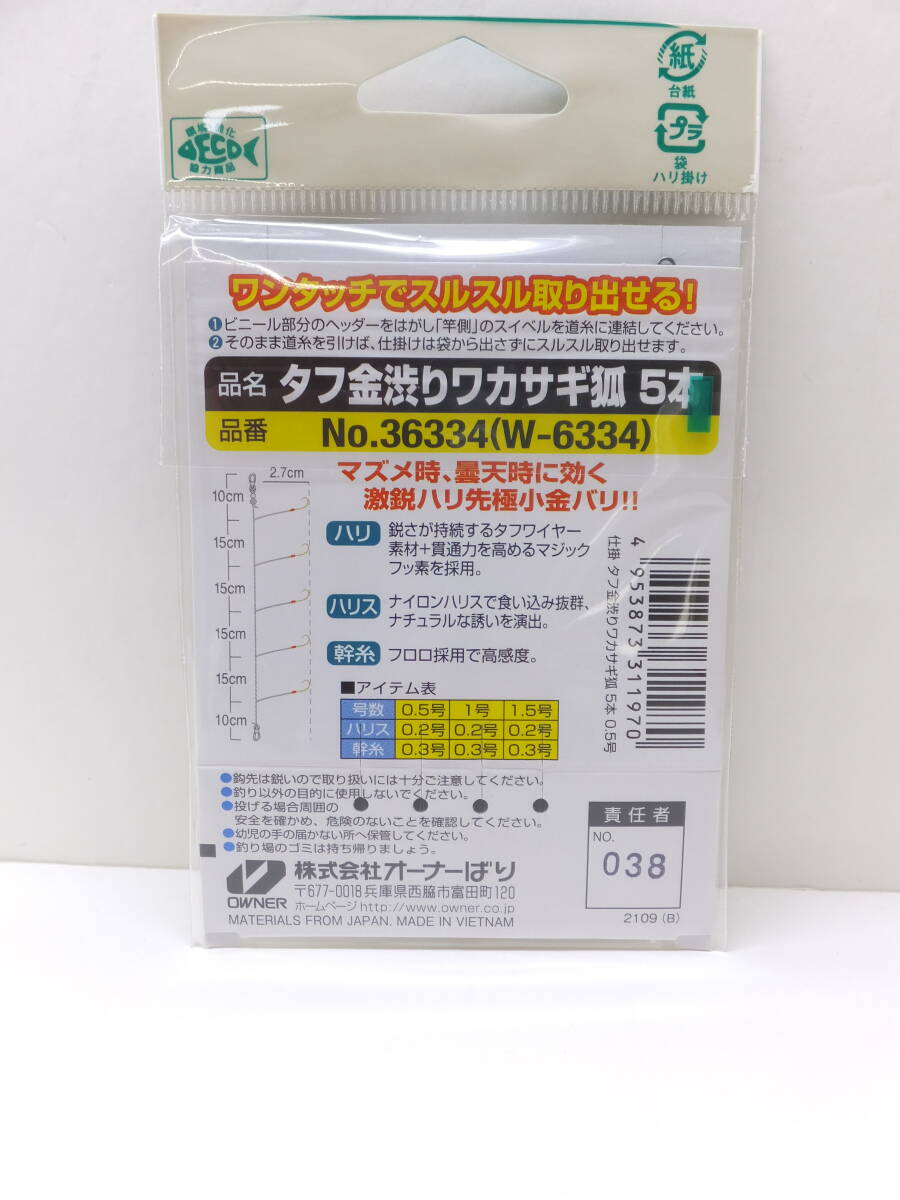 紙
台紙
プラ
袋
ハリ掛け
環境・浄化
ECO
協力商品
ワンタッチでスルスル取り出せる!
❶ビニール部分のヘッダーをはがし「竿側」のスイベルを道糸に連結してください。
❷そのまま道糸を引けば、仕掛けは袋から出さずにスルスル取り出せます。
品名 タフ金渋りワカサギ狐 5本
品番 No.36334(W-6334)
マズメ時、曇天時に効く
激鋭ハリ先極小金バリ!!
2.7cm
10cm
15cm
15cm
15cm
15cm
10cm
ハリ 鋭さが持続するタフワイヤー
素材+貫通力を高めるマジック
フッ素を採用。
ハリス ナイロンハリスで食い込み抜群、
ナチュラルな誘いを演出。
幹糸 フロロ採用で高感度。
■アイテム表
号数 0.5号 1号 1.5号
ハリス 0.2号 0.2号 0.2号
幹糸 0.3号 0.3号 0.3号
仕掛 タフ金渋りワカサギ狐 5本 0.5号
4 953873 311970
●鈎先は鋭いので取り扱いには十分ご注意してください。
●釣り以外の目的に使用しないでください。
●投げる場合周囲の
安全を確かめ、危険のないことを確認してください。
●幼児の手の届かない所へ保管してください。
●釣り場のゴミは持ち帰りましょう。
OWNER
株式会社オーナーばり
〒677-0018 兵庫県西脇市富田町120
ホームページ http://www.owner.co.jp
MATERIALS FROM JAPAN. MADE IN VIETNAM
責任者
NO.
038
2109 (B)